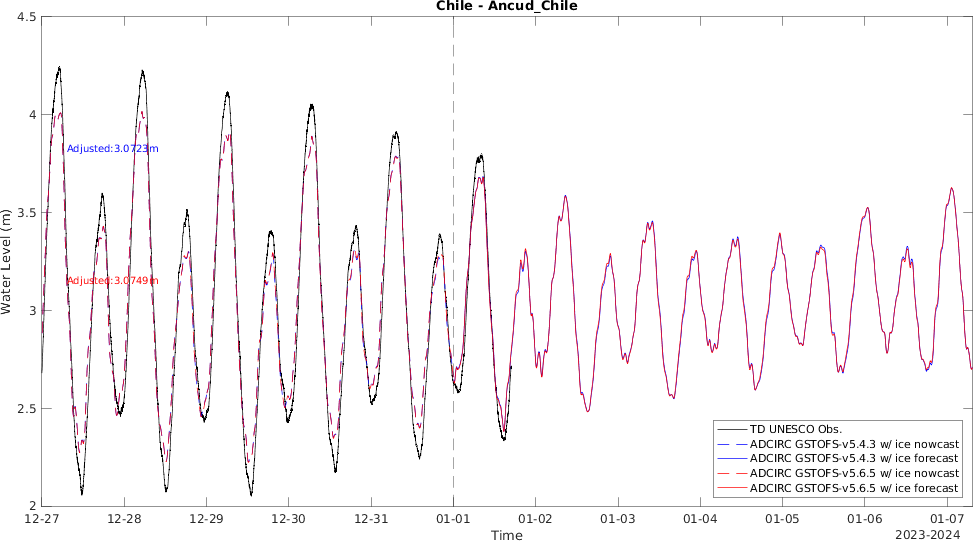 Chile - Ancud_Chile
4.5
4
3.5
3
2.5
2
Water Level (m)
Adjusted:3.0723m
Adjusted:3.0749m
TD UNESCO Obs.
ADCIRC GSTOFS-v5.4.3 w/ ice nowcast
ADCIRC GSTOFS-v5.4.3 w/ ice forecast
ADCIRC GSTOFS-v5.6.5 w/ ice nowcast
ADCIRC GSTOFS-v5.6.5 w/ ice forecast
12-27 12-28 12-29 12-30 12-31 01-01 01-02 01-03 01-04 01-05 01-06 01-07
Time
2023-2024